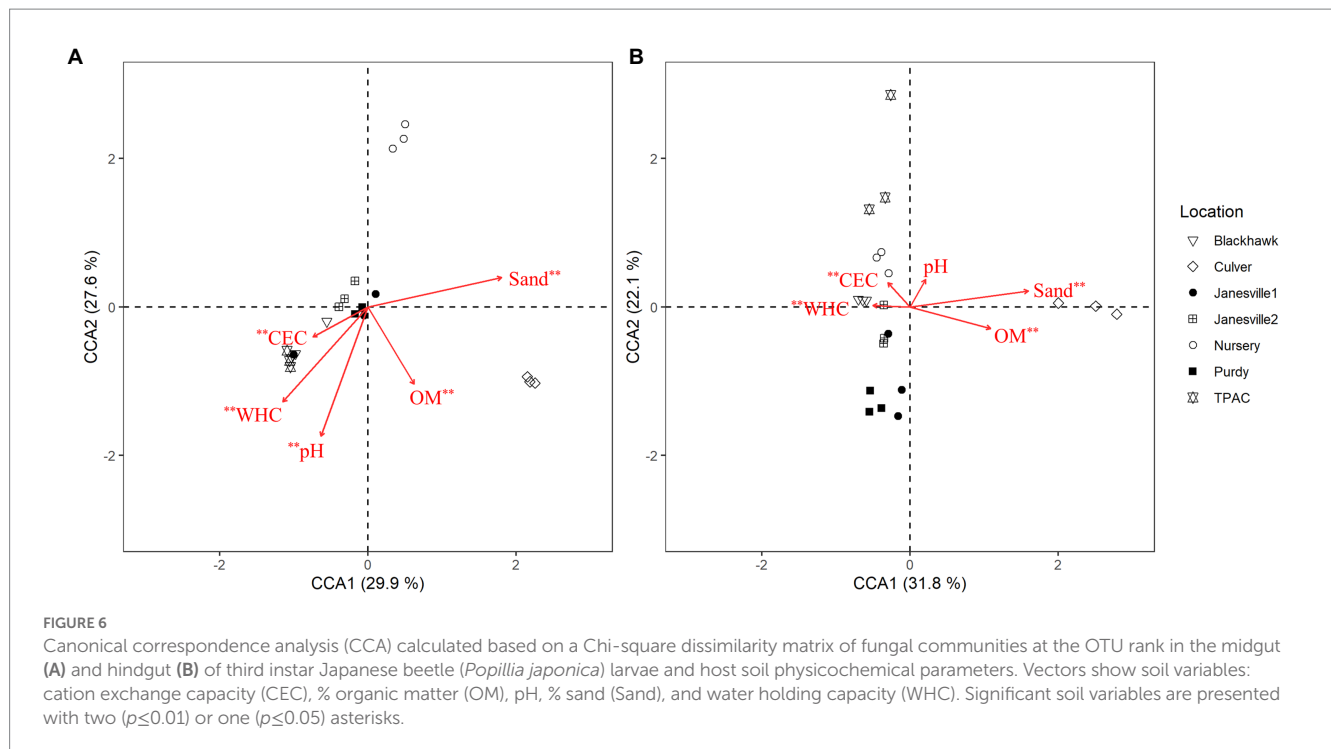 A
CCA2 (27.6 %)
2
0
-2
Sand**
**CEC
OM**
**WHC
**pH
-2
0
2
CCA1 (29.9 %)
B
CCA2 (22.1 %)
2
0
-2
pH
**CEC
Sand**
**WHC
OM**
-2
0
2
CCA1 (31.8 %)
Location
Blackhawk
Culver
Janesville1
Janesville2
Nursery
Purdy
TPAC
FIGURE 6
Canonical correspondence analysis (CCA) calculated based on a Chi-square dissimilarity matrix of fungal communities at the OTU rank in the midgut
(A) and hindgut (B) of third instar Japanese beetle (Popillia japonica) larvae and host soil physicochemical parameters. Vectors show soil variables:
cation exchange capacity (CEC), % organic matter (OM), pH, % sand (Sand), and water holding capacity (WHC). Significant soil variables are presented
with two (p≤0.01) or one (p≤0.05) asterisks.